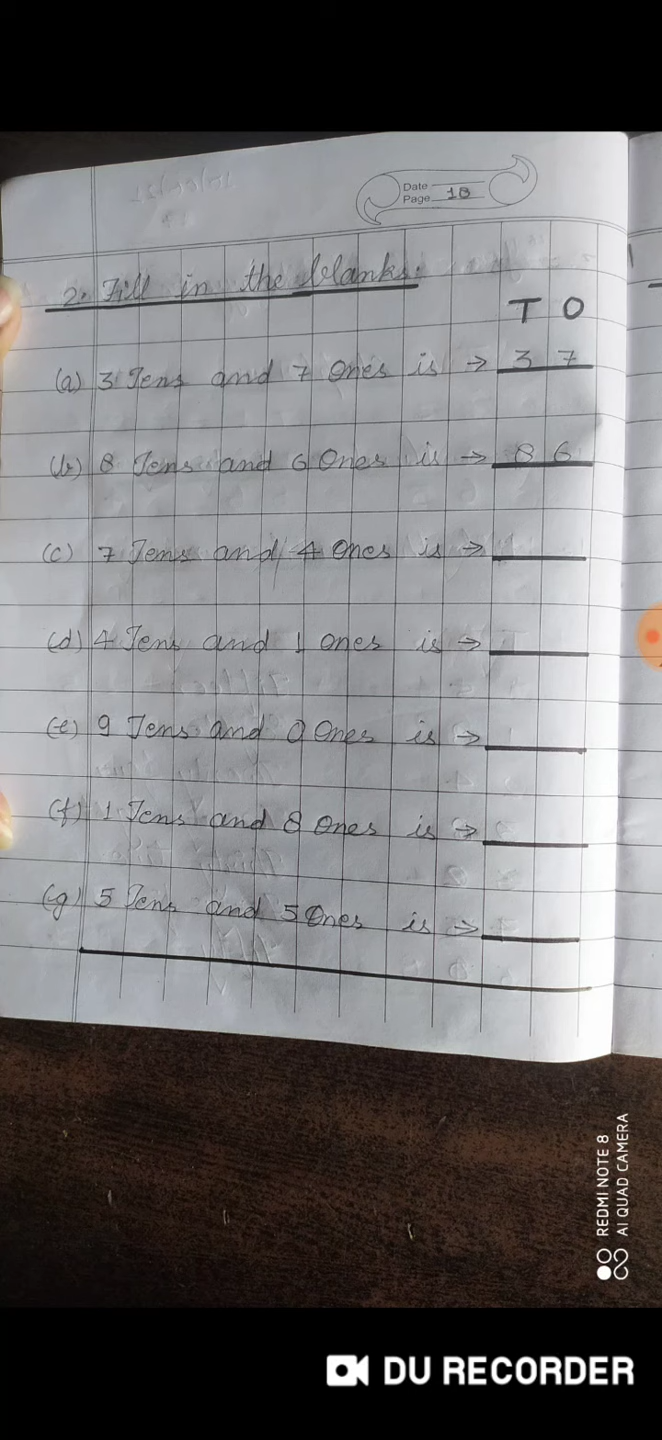 Date
Page 18
2. Fill in the blanks.
T O
(a) 3 Tens and 7 Ones is → 3 7
(b) 8 Tens and 6 Ones is → 8 6
(c) 7 Tens and 4 Ones is →
(d) 4 Tens and 1 Ones is →
(e) 9 Tens and 0 Ones is →
(f) 1 Tens and 8 Ones is →
(g) 5 Tens and 5 Ones is →
REDMI NOTE 8
AI QUAD CAMERA
DU RECORDER